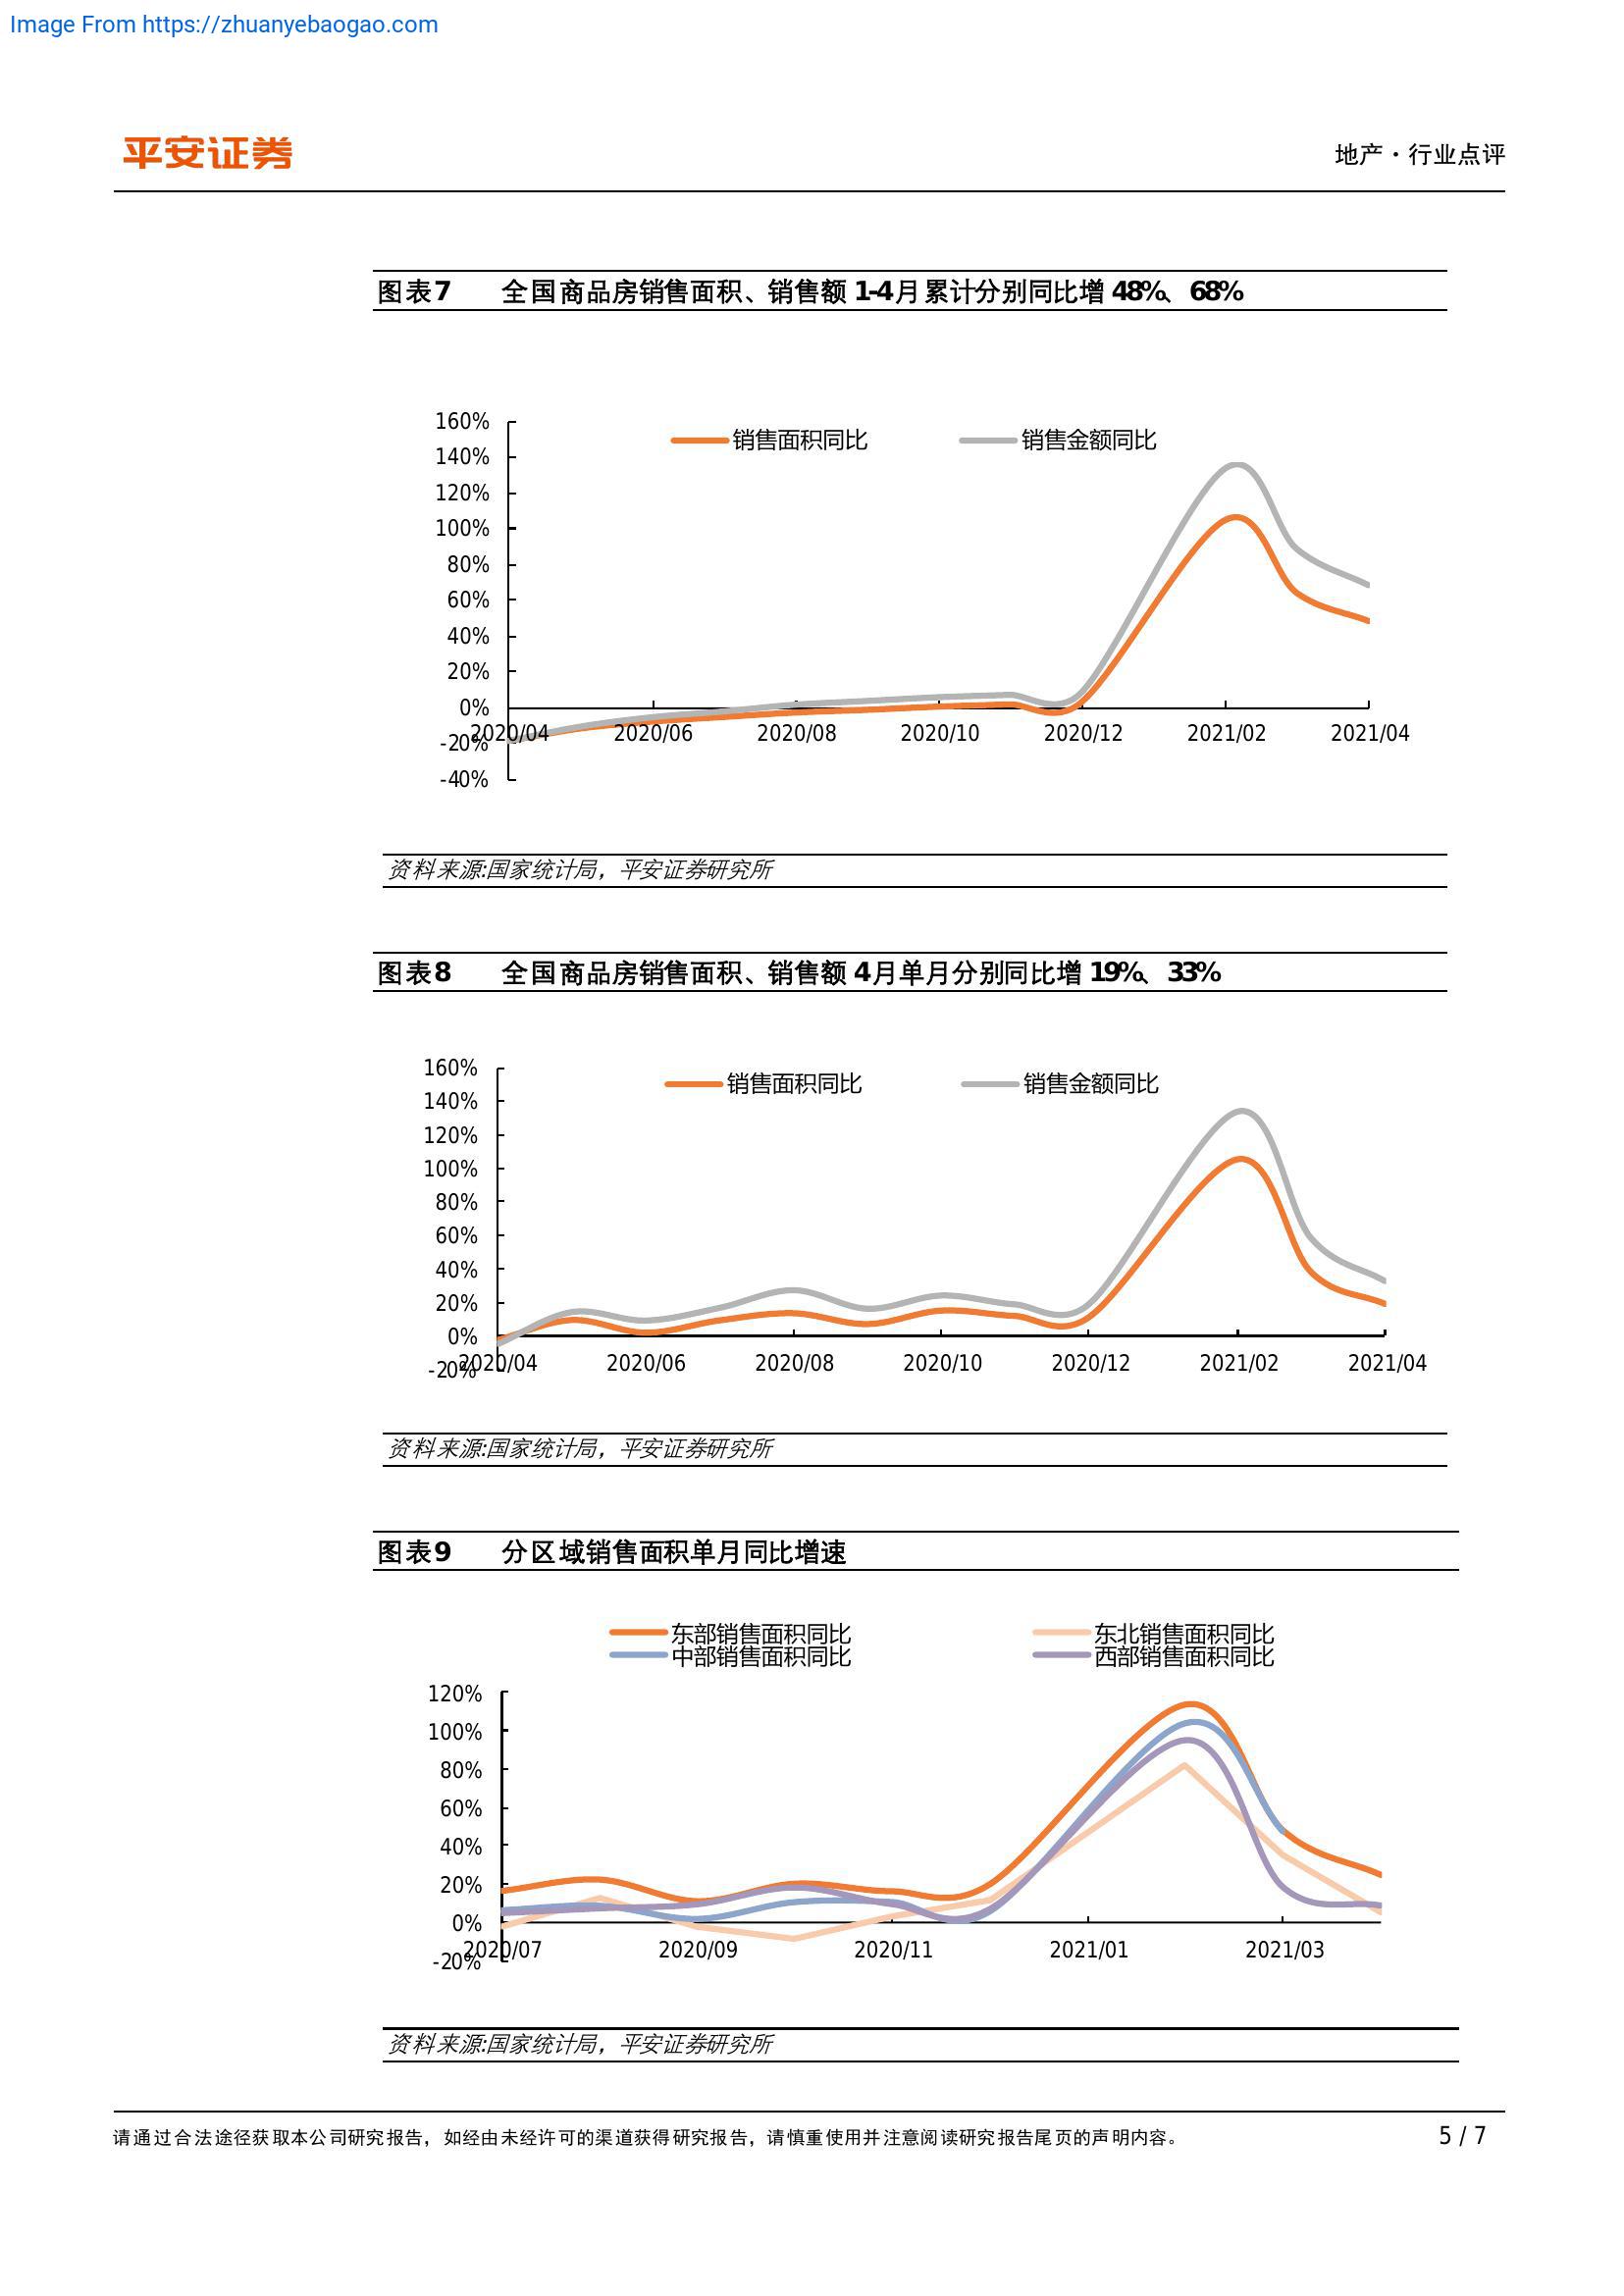 Image From https://zhuanyebaogao.com
平安证券
地产·行业点评
图表7 全国商品房销售面积、销售额 1-4月累计分别同比增 48%、68%
160%
140%
120%
100%
80%
60%
40%
20%
0%
-20%
-40%
销售面积同比 销售金额同比
2020/04 2020/06 2020/08 2020/10 2020/12 2021/02 2021/04
资料来源:国家统计局，平安证券研究所
图表8 全国商品房销售面积、销售额 4月单月分别同比增 19%、33%
160%
140%
120%
100%
80%
60%
40%
20%
0%
-20%
销售面积同比 销售金额同比
2020/04 2020/06 2020/08 2020/10 2020/12 2021/02 2021/04
资料来源:国家统计局，平安证券研究所
图表9 分区域销售面积单月同比增速
东部销售面积同比 东北销售面积同比
中部销售面积同比 西部销售面积同比
120%
100%
80%
60%
40%
20%
0%
-20%
2020/07 2020/09 2020/11 2021/01 2021/03
资料来源:国家统计局，平安证券研究所
请通过合法途径获取本公司研究报告，如经由未经许可的渠道获得研究报告，请慎重使用并注意阅读研究报告尾页的声明内容。
5 / 7